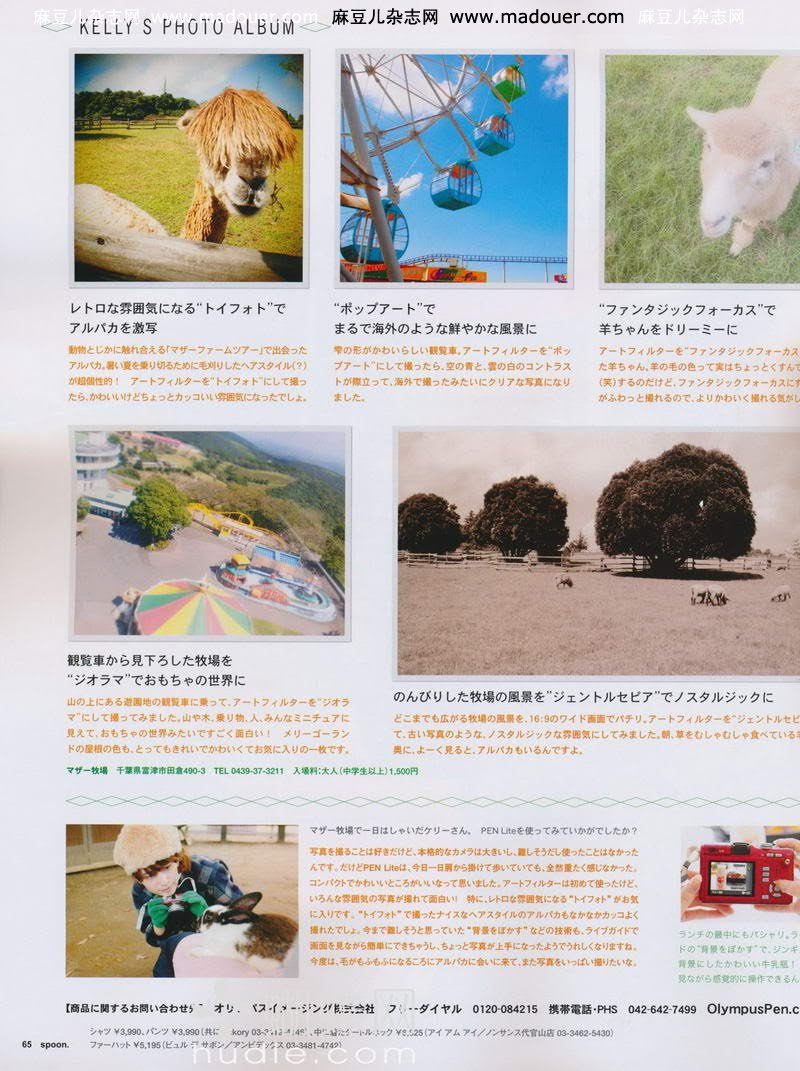 麻豆儿杂志网 www.madouer.com 麻豆儿杂志网 www.madouer.com 麻豆儿杂志网
KELLY'S PHOTO ALBUM
レトロな雰囲気になる“トイフォト”で
アルパカを激写
動物とじかに触れ合える「マザーファームツアー」で出会った
アルパカ。暑い夏を乗り切るために毛刈りしたヘアスタイル(?)
が超個性的! アートフィルターを“トイフォト”にして撮っ
たら、かわいいけどちょっとカッコいい雰囲気になったでしょ。
“ポップアート”で
まるで海外のような鮮やかな風景に
雫の形がかわいらしい観覧車。アートフィルターを“ポッ
プアート”にして撮ったら、空の青と、雲の白のコントラス
トが際立って、海外で撮ったみたいにクリアな写真になり
ました。
“ファンタジックフォーカス”で
羊ちゃんをドリーミーに
アートフィルターを“ファンタジックフォーカス
た羊ちゃん。羊の毛の色って実はちょっとくすんで
(笑)するのだけど、ファンタジックフォーカスにす
がふわっと撮れるので、よりかわいく撮れる気がし
観覧車から見下ろした牧場を
“ジオラマ”でおもちゃの世界に
山の上にある遊園地の観覧車に乗って、アートフィルターを“ジオラ
マ”にして撮ってみました。山や木、乗り物、人、みんなミニチュアに
見えて、おもちゃの世界みたいですごく面白い! メリーゴーラン
ドの屋根の色も、とってもきれいでかわいくてお気に入りの一枚です。
マザー牧場 千葉県富津市田倉490-3 TEL 0439-37-3211 入場料:大人(中学生以上)1,500円
のんびりした牧場の風景を“ジェントルセピア”でノスタルジックに
どこまでも広がる牧場の風景を、16:9のワイド画面でパチリ。アートフィルターを“ジェントルセピ
て、古い写真のような、ノスタルジックな雰囲気にしてみました。朝、草をむしゃむしゃ食べている羊
奥に、よーく見ると、アルパカもいるんですよ。
マザー牧場で一日はしゃいだケリーさん。 PEN Liteを使ってみていかがでしたか?
写真を撮ることは好きだけど、本格的なカメラは大きいし、難しそうだし使ったことはなかった
んです。だけどPEN Liteは、今日一日肩から掛けて歩いていても、全然重たく感じなかった。
コンパクトでかわいいところがいいなって思いました。アートフィルターは初めて使ったけど、
いろんな雰囲気の写真が撮れて面白い! 特に、レトロな雰囲気になる“トイフォト”がお気
に入りです。“トイフォト”で撮ったナイスなヘアスタイルのアルパカもなかなかカッコよく
撮れたでしょ。今まで難しそうと思っていた“背景をぼかす”などの技術も、ライブガイドで
画面を見ながら簡単にできちゃうし、ちょっと写真が上手になったようでうれしくなりますね。
今度は、毛がもふもふになるころにアルパカに会いに来て、また写真をいっぱい撮りたいな。
ランチの最中にもパシャリ。ラ
ドの“背景をぼかす”で、ジンギ
背景にしたかわいい牛乳瓶!
見ながら感覚的に操作できるん
【商品に関するお問い合わせ先 オリンパスイメージング株式会社 フリーダイヤル 0120-084215 携帯電話・PHS 042-642-7499 OlympusPen.c
シャツ ¥3,990、パンツ ¥3,990(共に kory 03- 中に着たタートルネック (アイ アム アイ/ノンサンス代官山店 03-3462-5430)
65 spoon. ファーハット ¥5,195(ビュル デ サボン/アンビデックス 03-3481-4742)
nudie.com